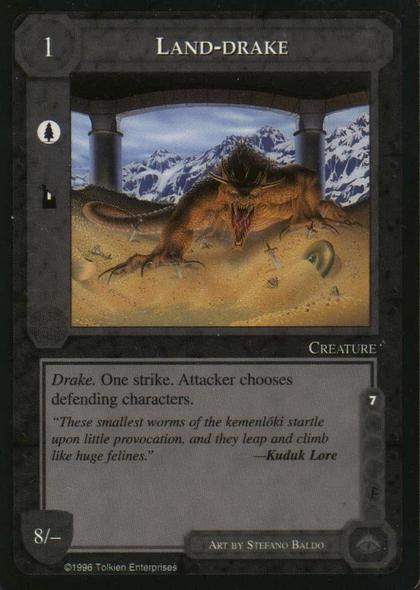 1
LAND-DRAKE
CREATURE
Drake. One strike. Attacker chooses
defending characters.
7
“These smallest worms of the kemenlóki startle
upon little provocation, and they leap and climb
like huge felines.” —Kuduk Lore
F
8/–
ART BY STEFANO BALDO
©1996 Tolkien Enterprises